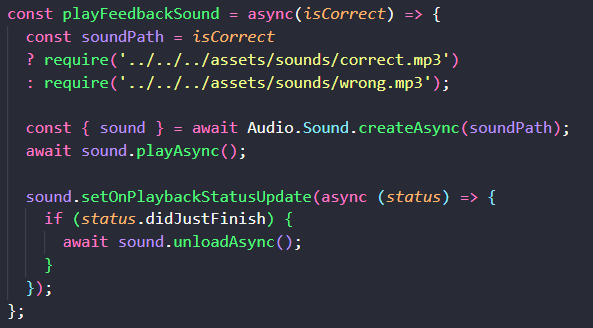 const playFeedbackSound = async(isCorrect) => {
  const soundPath = isCorrect
  ? require('../../../assets/sounds/correct.mp3')
  : require('../../../assets/sounds/wrong.mp3');

  const { sound } = await Audio.Sound.createAsync(soundPath);
  await sound.playAsync();

  sound.setOnPlaybackStatusUpdate(async (status) => {
    if (status.didJustFinish) {
      await sound.unloadAsync();
    }
  });
};